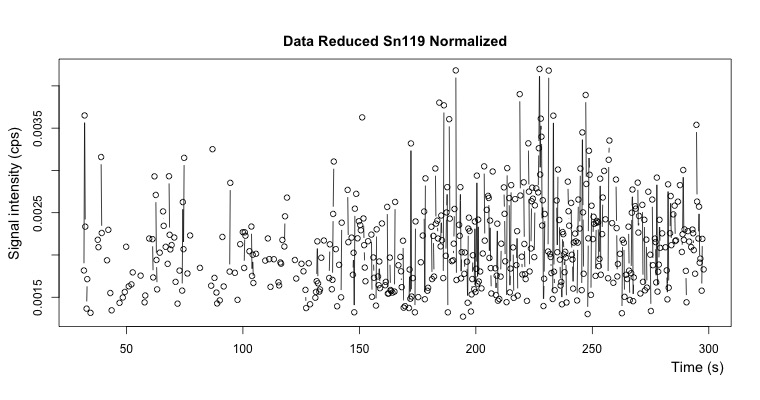 Data Reduced Sn119 Normalized
Signal intensity (cps)
0.0035
0.0025
0.0015
50 100 150 200 250 300
Time (s)